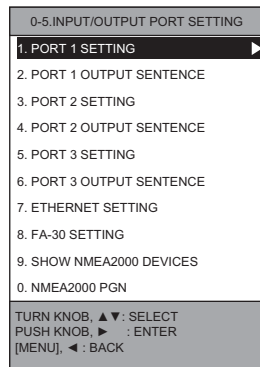 0-5.INPUT/OUTPUT PORT SETTING
1. PORT 1 SETTING ▶
2. PORT 1 OUTPUT SENTENCE
3. PORT 2 SETTING
4. PORT 2 OUTPUT SENTENCE
5. PORT 3 SETTING
6. PORT 3 OUTPUT SENTENCE
7. ETHERNET SETTING
8. FA-30 SETTING
9. SHOW NMEA2000 DEVICES
0. NMEA2000 PGN
TURN KNOB, ▲▼: SELECT
PUSH KNOB, ▶ : ENTER
[MENU], ◄ : BACK